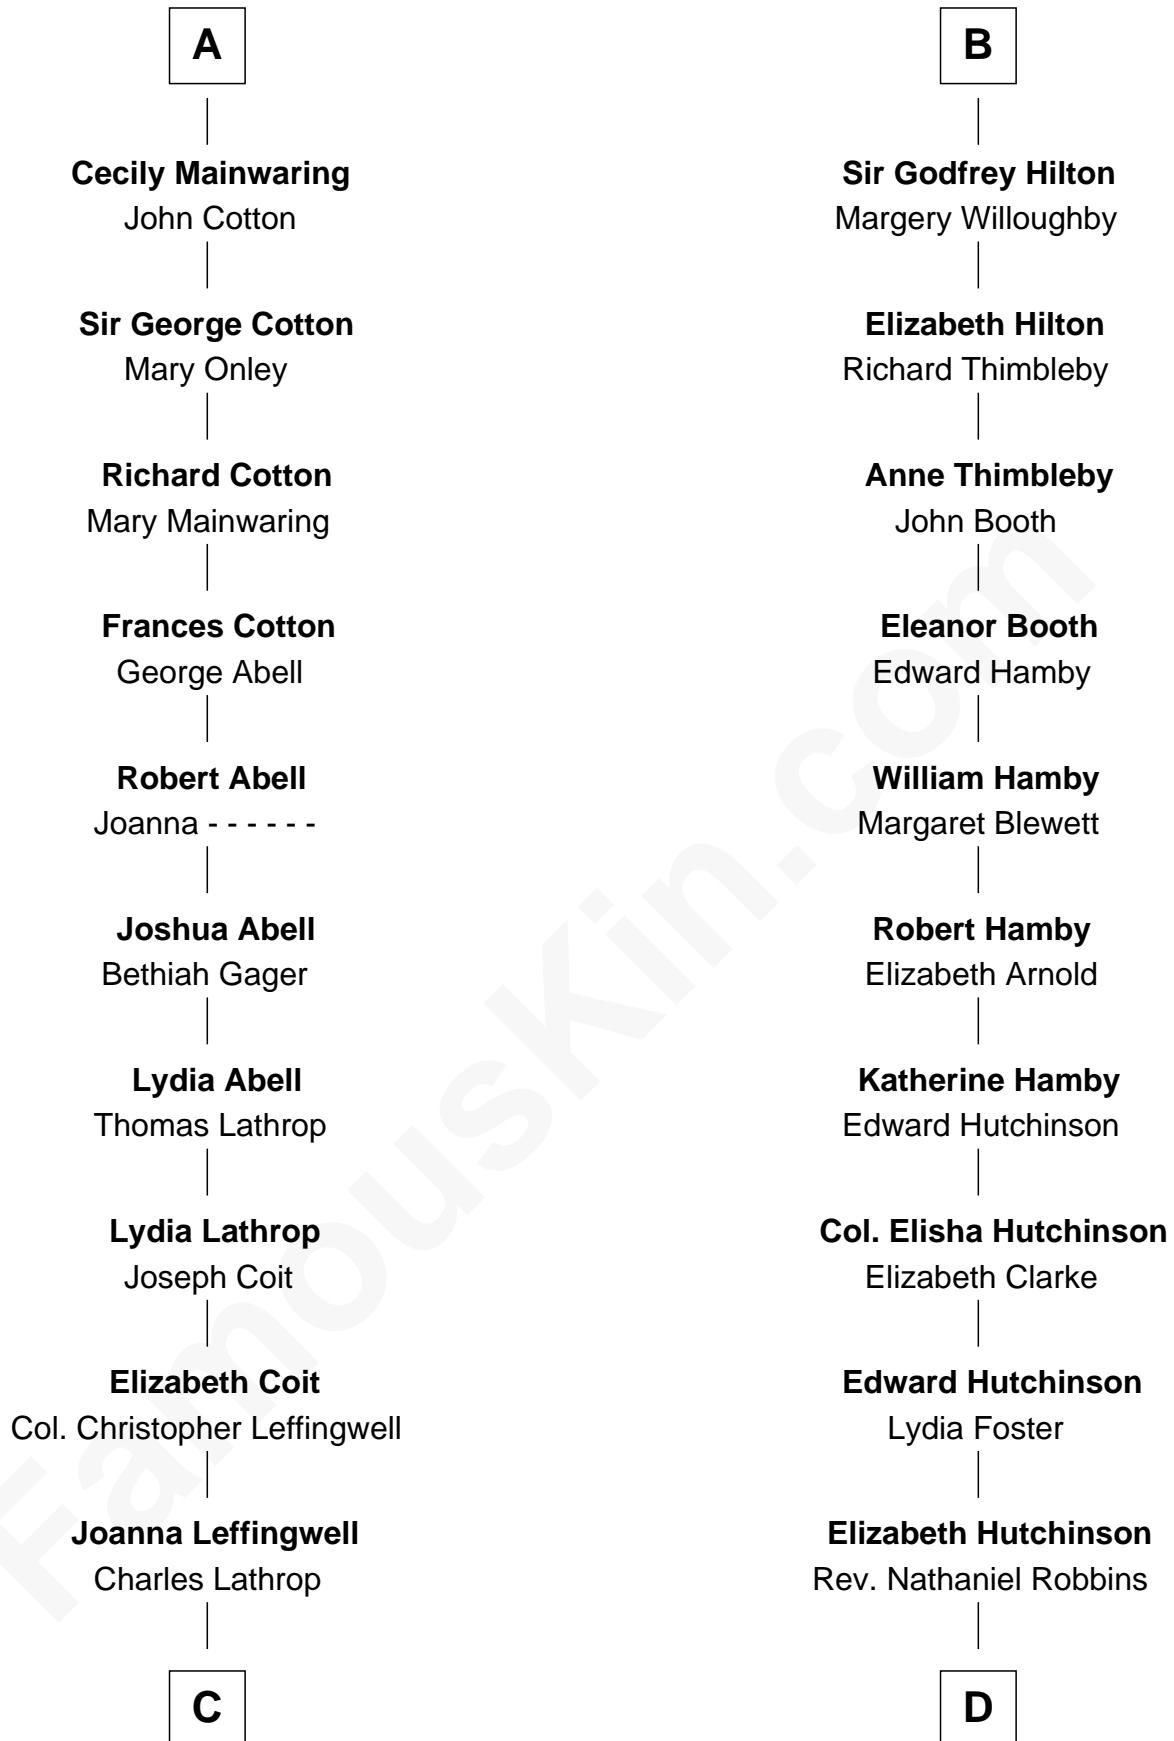 A
Cecily Mainwaring
John Cotton
Sir George Cotton
Mary Onley
Richard Cotton
Mary Mainwaring
Frances Cotton
George Abell
Robert Abell
Joanna - - - - - -
Joshua Abell
Bethiah Gager
Lydia Abell
Thomas Lathrop
Lydia Lathrop
Joseph Coit
Elizabeth Coit
Col. Christopher Leffingwell
Joanna Leffingwell
Charles Lathrop
C
B
Sir Godfrey Hilton
Margery Willoughby
Elizabeth Hilton
Richard Thimbleby
Anne Thimbleby
John Booth
Eleanor Booth
Edward Hamby
William Hamby
Margaret Blewett
Robert Hamby
Elizabeth Arnold
Katherine Hamby
Edward Hutchinson
Col. Elisha Hutchinson
Elizabeth Clarke
Edward Hutchinson
Lydia Foster
Elizabeth Hutchinson
Rev. Nathaniel Robbins
D
FamousKin.com